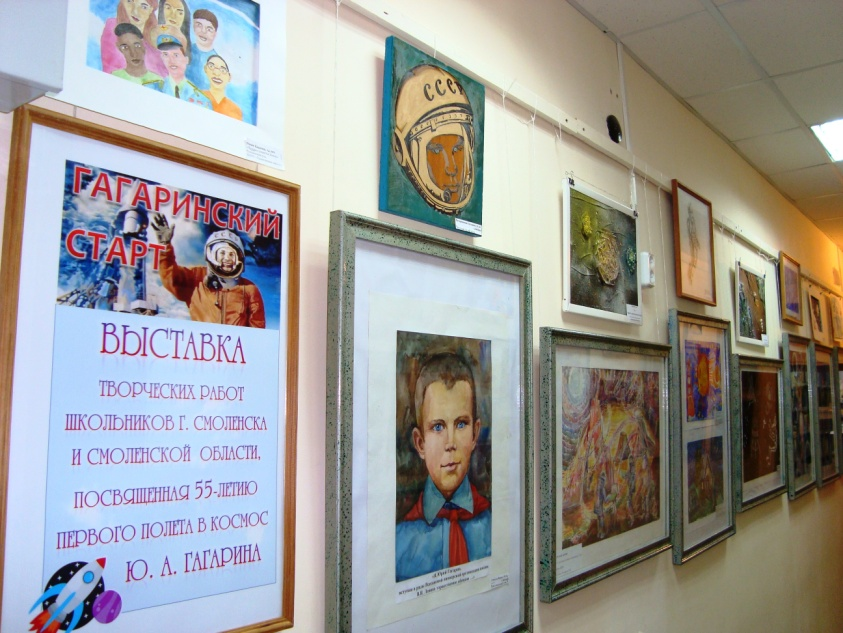 ГАГАРИНСКИЙ
СТАРТ
ВЫСТАВКА
ТВОРЧЕСКИХ РАБОТ
ШКОЛЬНИКОВ Г. СМОЛЕНСКА
И СМОЛЕНСКОЙ ОБЛАСТИ,
ПОСВЯЩЕННАЯ 55-ЛЕТИЮ
ПЕРВОГО ПОЛЕТА В КОСМОС
Ю. А. ГАГАРИНА
СССР